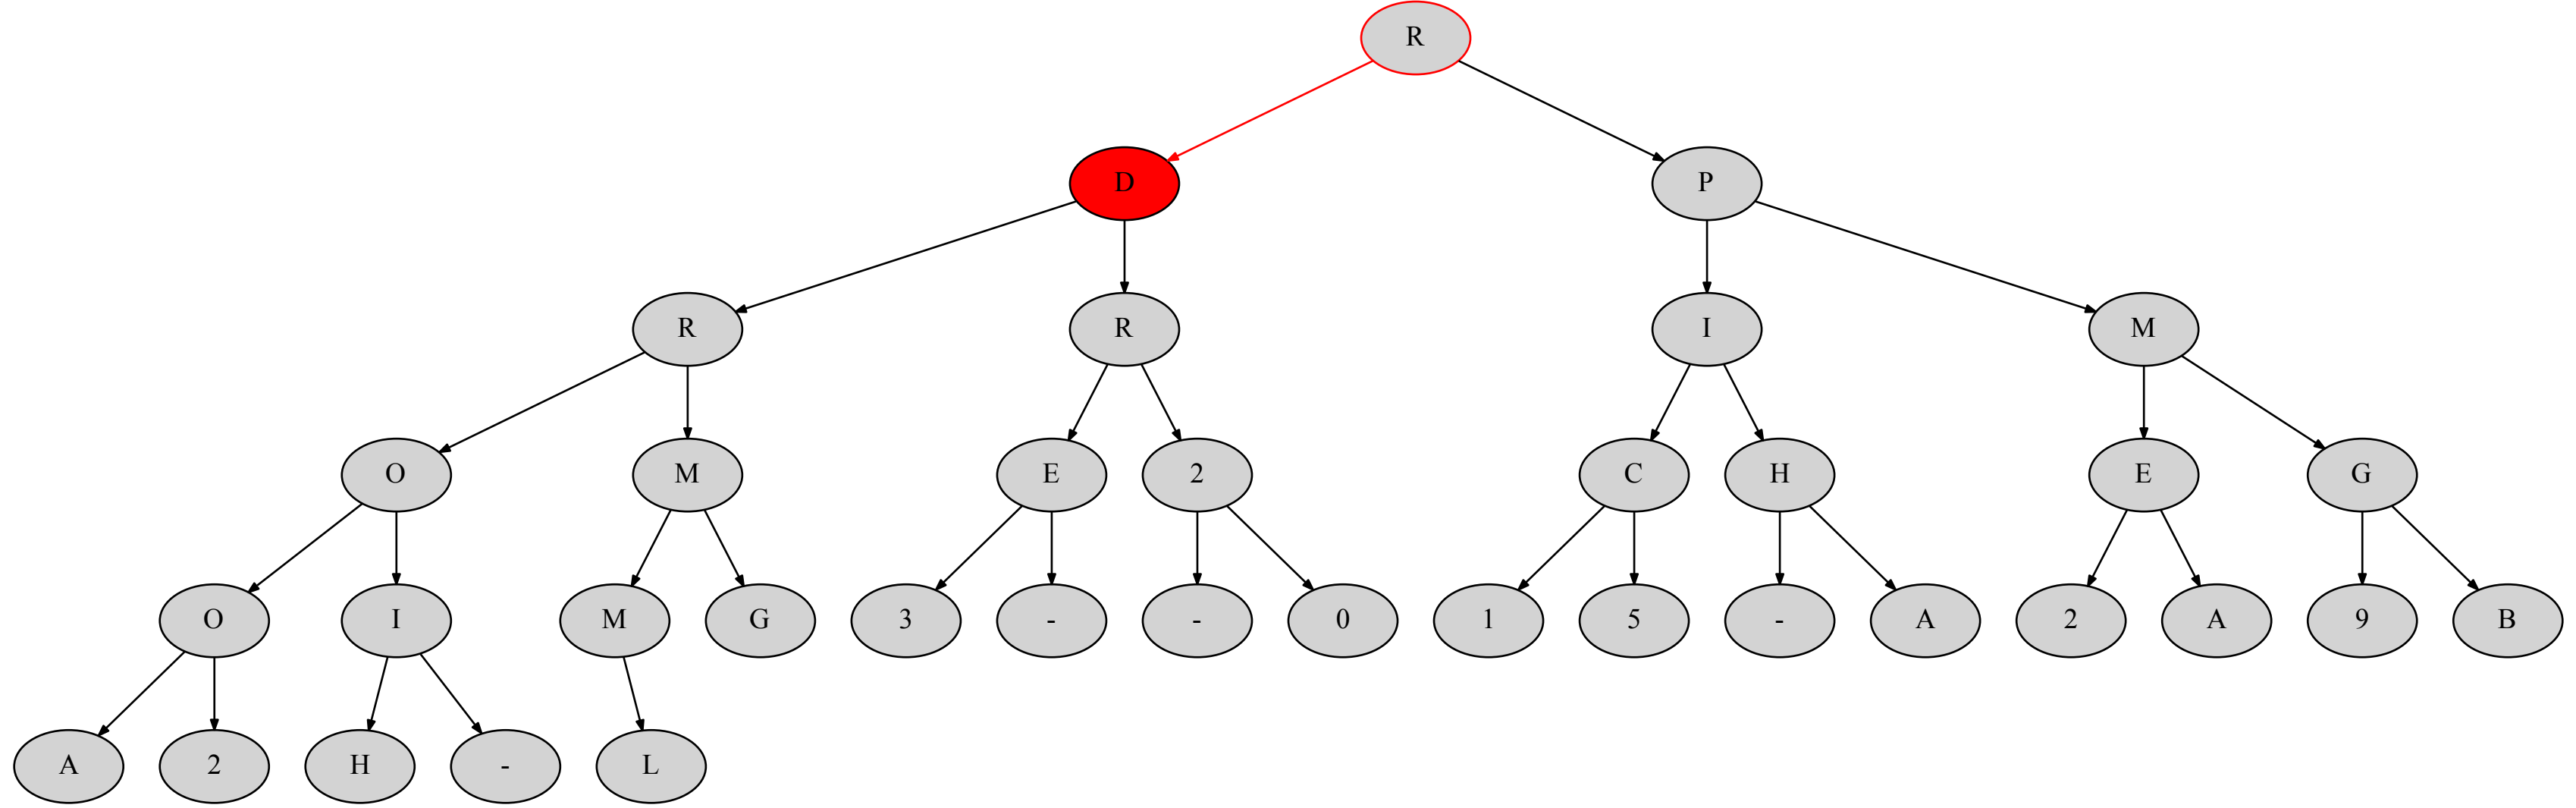 R
D P
R R I M
O M E 2 C H E G
O I M G 3 - - 0 1 5 - A 2 A 9 B
A 2 H - L